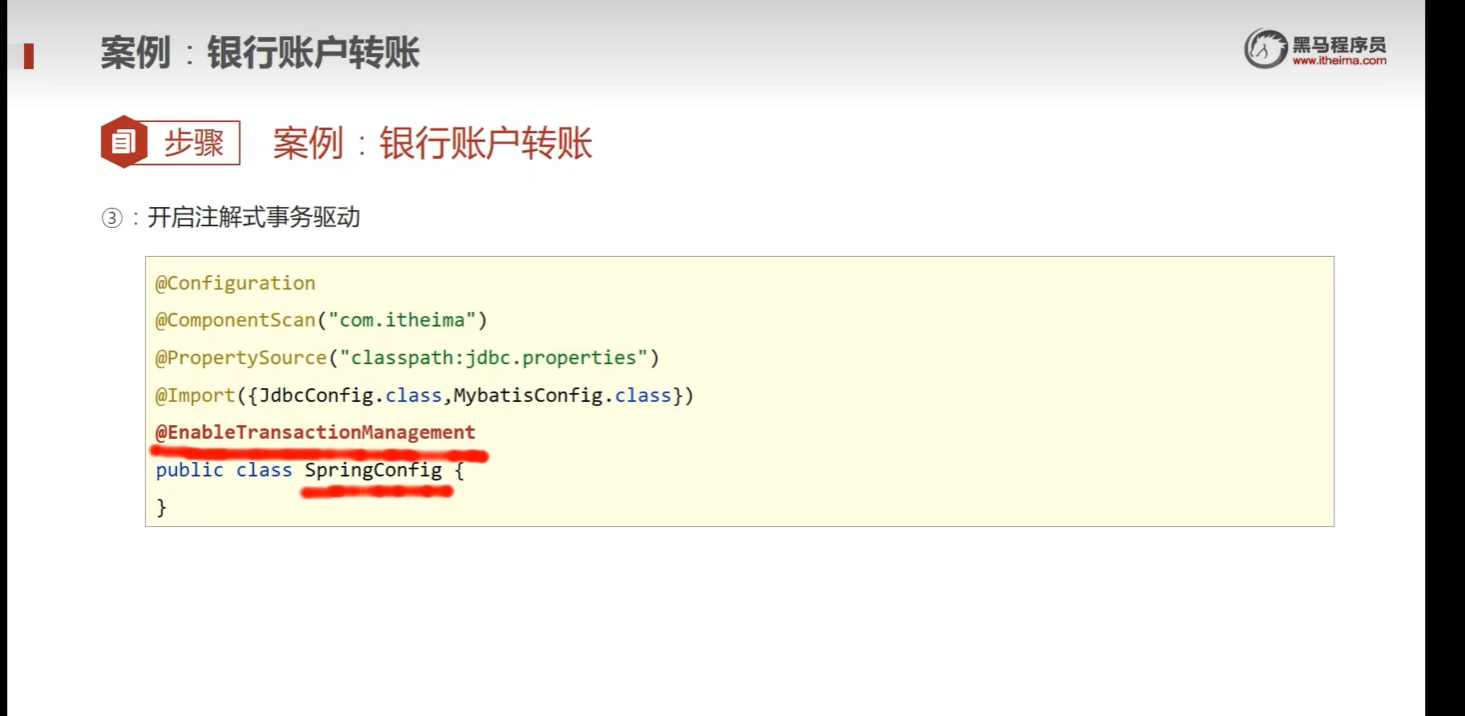 案例：银行账户转账
黑马程序员
www.itheima.com
步骤
案例：银行账户转账
③：开启注解式事务驱动
@Configuration
@ComponentScan("com.itheima")
@PropertySource("classpath:jdbc.properties")
@Import({JdbcConfig.class,MybatisConfig.class})
@EnableTransactionManagement
public class SpringConfig {
}